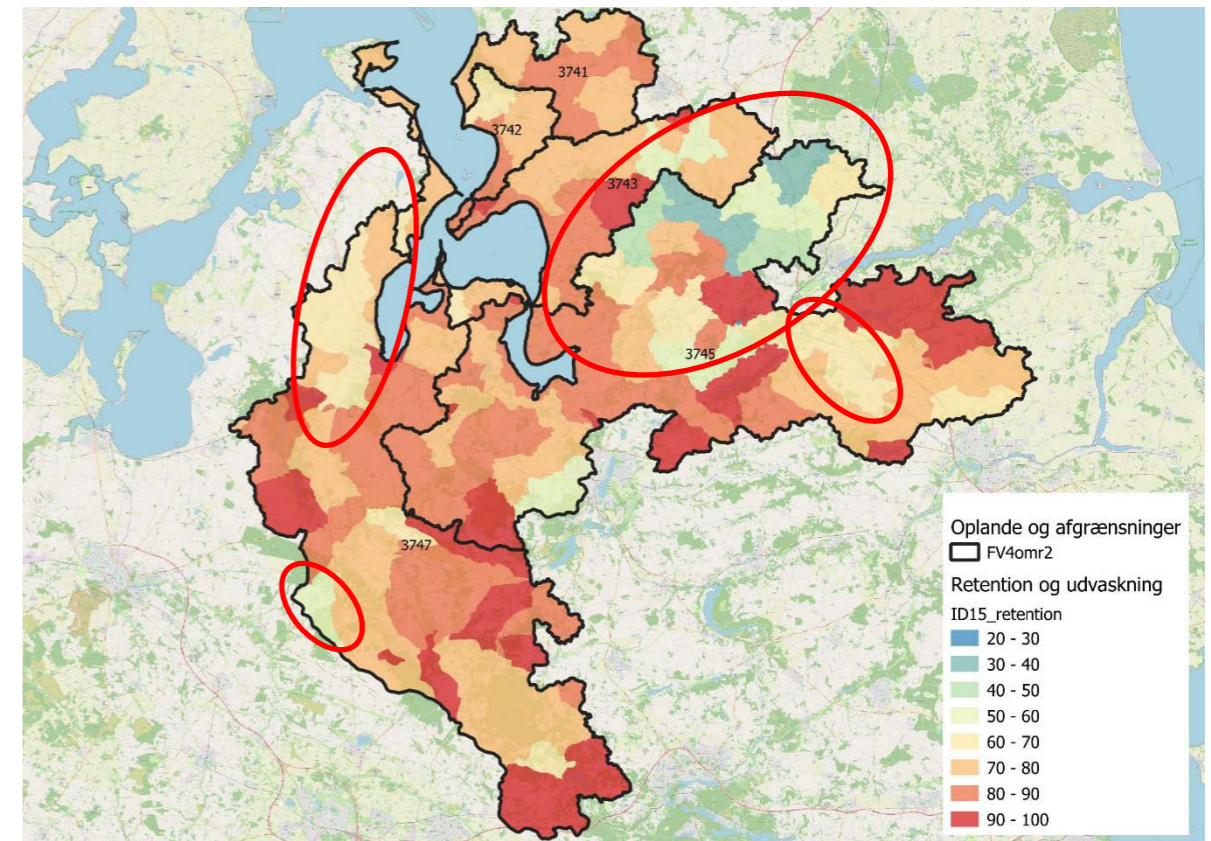 3741
3742
3743
3745
3747
Oplande og afgrænsninger
FV4omr2
Retention og udvaskning
ID15_retention
20 - 30
30 - 40
40 - 50
50 - 60
60 - 70
70 - 80
80 - 90
90 - 100